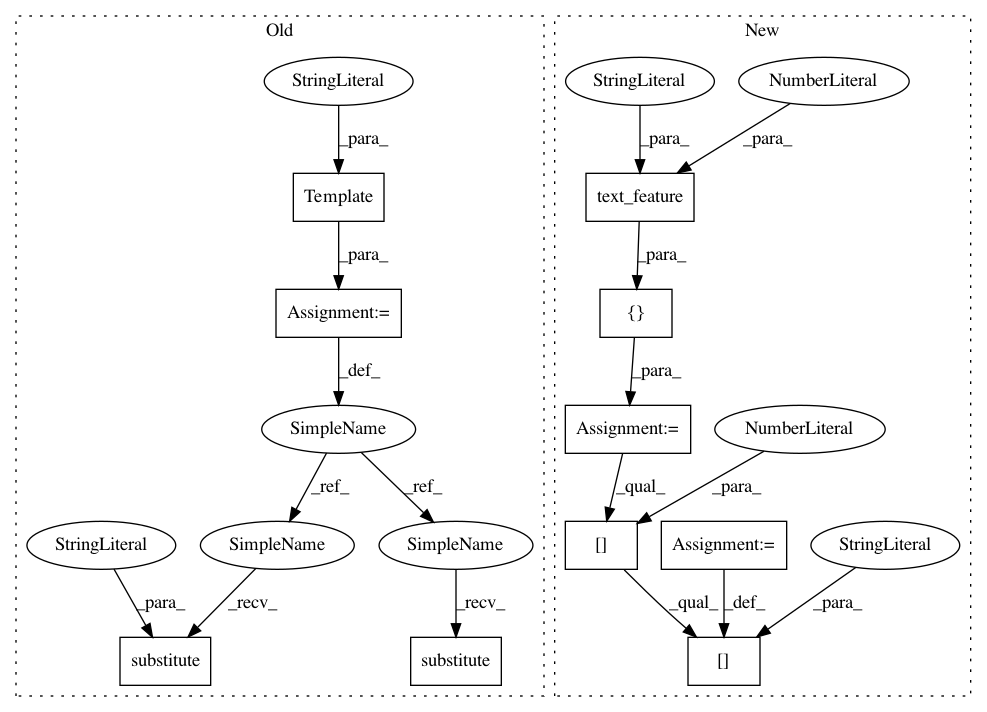 Old
New
StringLiteral
StringLiteral
NumberLiteral
_para_
_para_
_para_
Template
text_feature
_para_
_para_
Assignment:=
{}
_def_
_para_
SimpleName
Assignment:=
NumberLiteral
_ref_
_ref_
_qual_
_para_
StringLiteral
SimpleName
SimpleName
[]
Assignment:=
StringLiteral
_para_
_recv_
_recv_
_qual_
_def_
_para_
substitute
substitute
[]